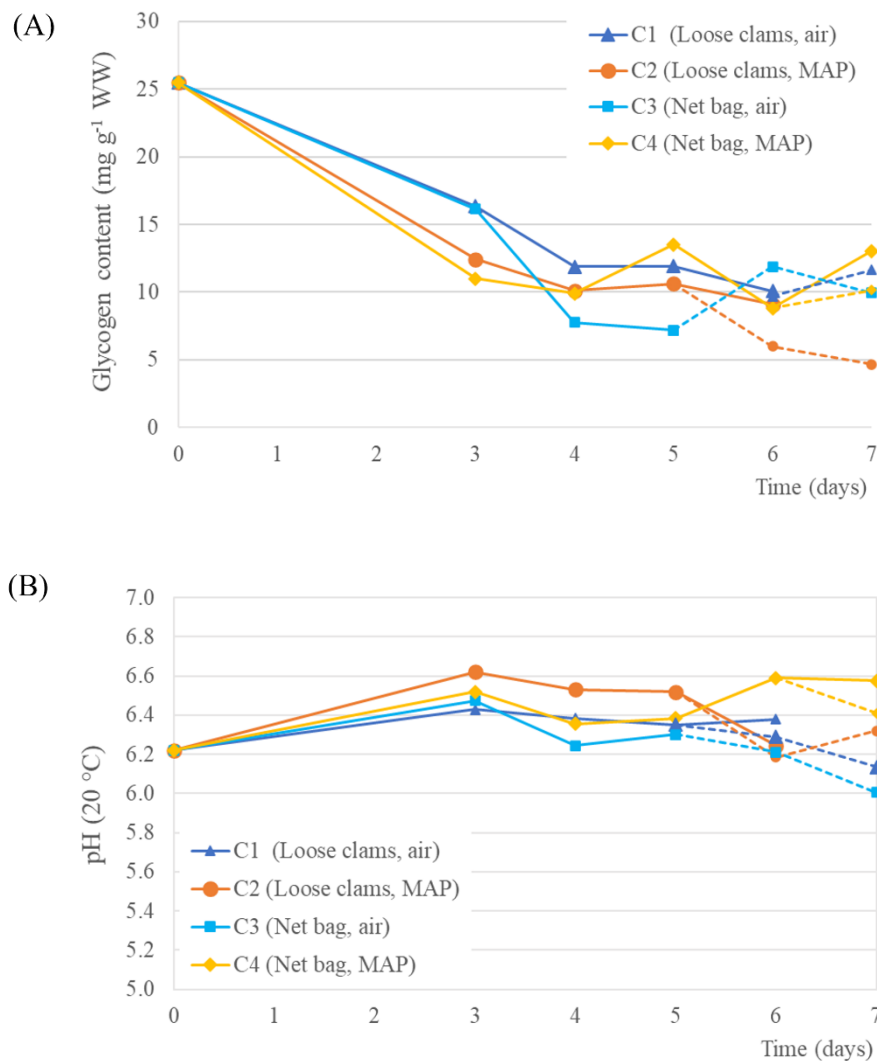 (A)
Glycogen content (mg g⁻¹ WW)
30
25
20
15
10
5
0
C1 (Loose clams, air)
C2 (Loose clams, MAP)
C3 (Net bag, air)
C4 (Net bag, MAP)
0 1 2 3 4 5 6 7
Time (days)
(B)
pH (20 °C)
7.0
6.8
6.6
6.4
6.2
6.0
5.8
5.6
5.4
5.2
5.0
C1 (Loose clams, air)
C2 (Loose clams, MAP)
C3 (Net bag, air)
C4 (Net bag, MAP)
0 1 2 3 4 5 6 7
Time (days)